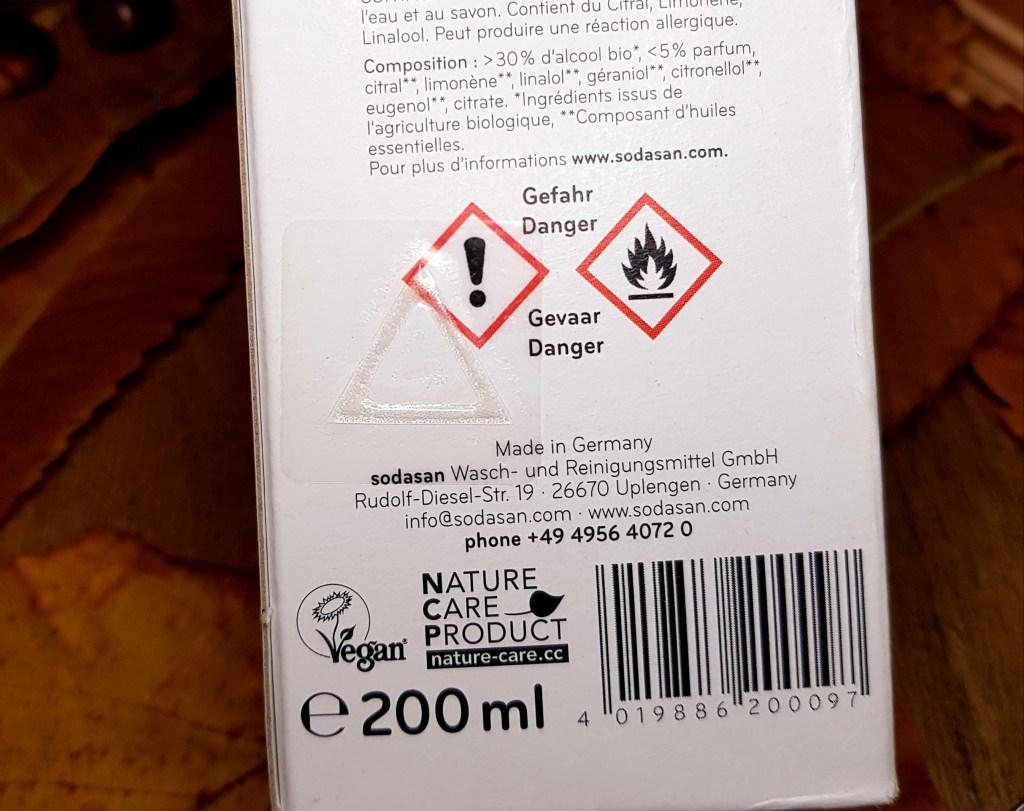 l'eau et au savon. Contient du Citral, Limonène,
Linalool. Peut produire une réaction allergique.
Composition : >30% d'alcool bio*, <5% parfum,
citral**, limonène**, linalol**, géraniol**, citronellol**,
eugenol**, citrate. *Ingrédients issus de
l'agriculture biologique, **Composant d'huiles
essentielles.
Pour plus d'informations www.sodasan.com.
Gefahr
Danger
Gevaar
Danger
Made in Germany
sodasan Wasch- und Reinigungsmittel GmbH
Rudolf-Diesel-Str. 19 · 26670 Uplengen · Germany
info@sodasan.com · www.sodasan.com
phone +49 4956 4072 0
Vegan
NATURE
CARE
PRODUCT
nature-care.cc
e 200 ml
4 019886 200097